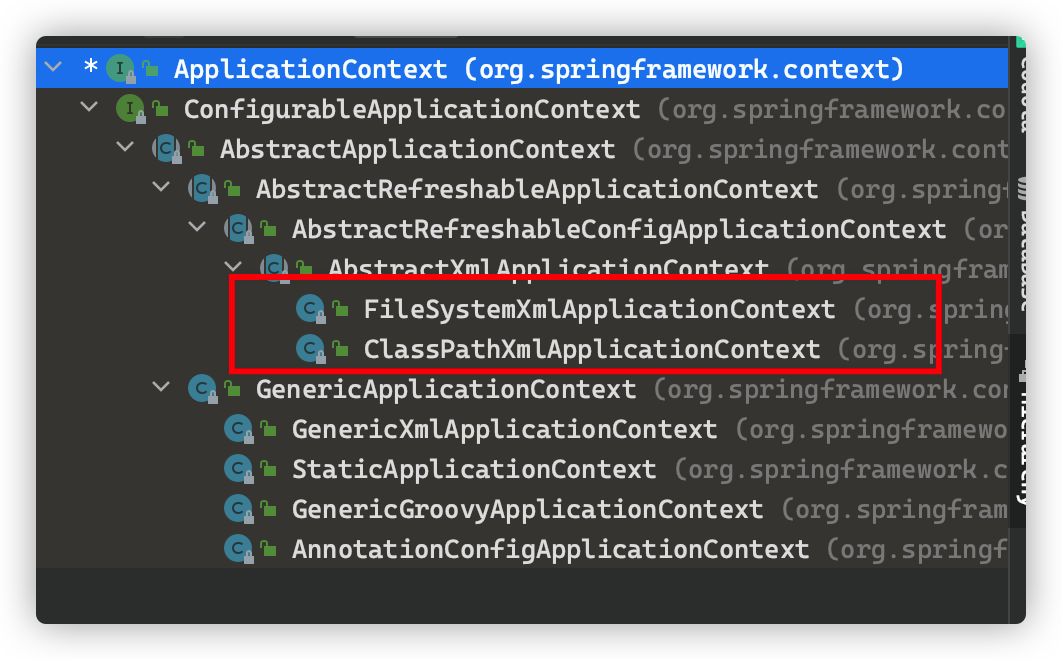 * ApplicationContext (org.springframework.context)
ConfigurableApplicationContext (org.springframework.co
AbstractApplicationContext (org.springframework.cont
AbstractRefreshableApplicationContext (org.spring
AbstractRefreshableConfigApplicationContext (or
AbstractXmlApplicationContext (org.springfram
FileSystemXmlApplicationContext (org.spring
ClassPathXmlApplicationContext (org.spring
GenericApplicationContext (org.springframework.con
GenericXmlApplicationContext (org.springframewo
StaticApplicationContext (org.springframework.c
GenericGroovyApplicationContext (org.springfram
AnnotationConfigApplicationContext (org.springf
Database